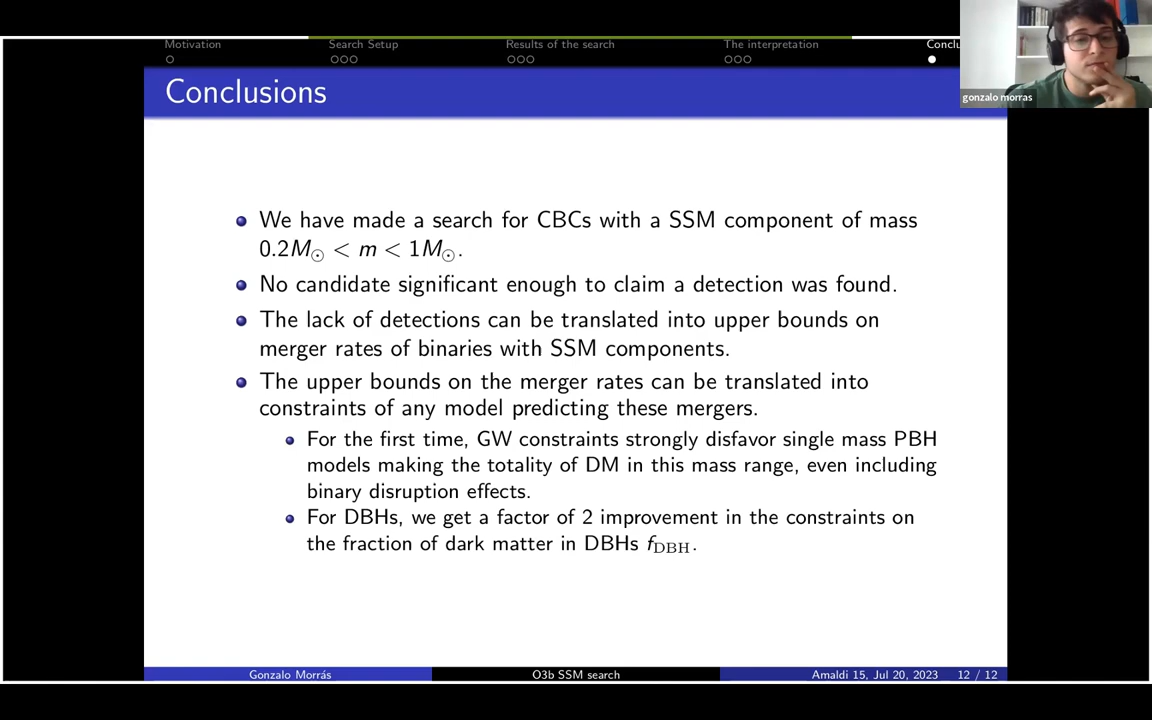 Motivation
Search Setup
Results of the search
The interpretation
Conclu
gonzalo morras
Conclusions
We have made a search for CBCs with a SSM component of mass
0.2M⊙ < m < 1M⊙.
No candidate significant enough to claim a detection was found.
The lack of detections can be translated into upper bounds on
merger rates of binaries with SSM components.
The upper bounds on the merger rates can be translated into
constraints of any model predicting these mergers.
For the first time, GW constraints strongly disfavor single mass PBH
models making the totality of DM in this mass range, even including
binary disruption effects.
For DBHs, we get a factor of 2 improvement in the constraints on
the fraction of dark matter in DBHs fDBH.
Gonzalo Morrás
O3b SSM search
Amaldi 15, Jul 20, 2023
12 / 12